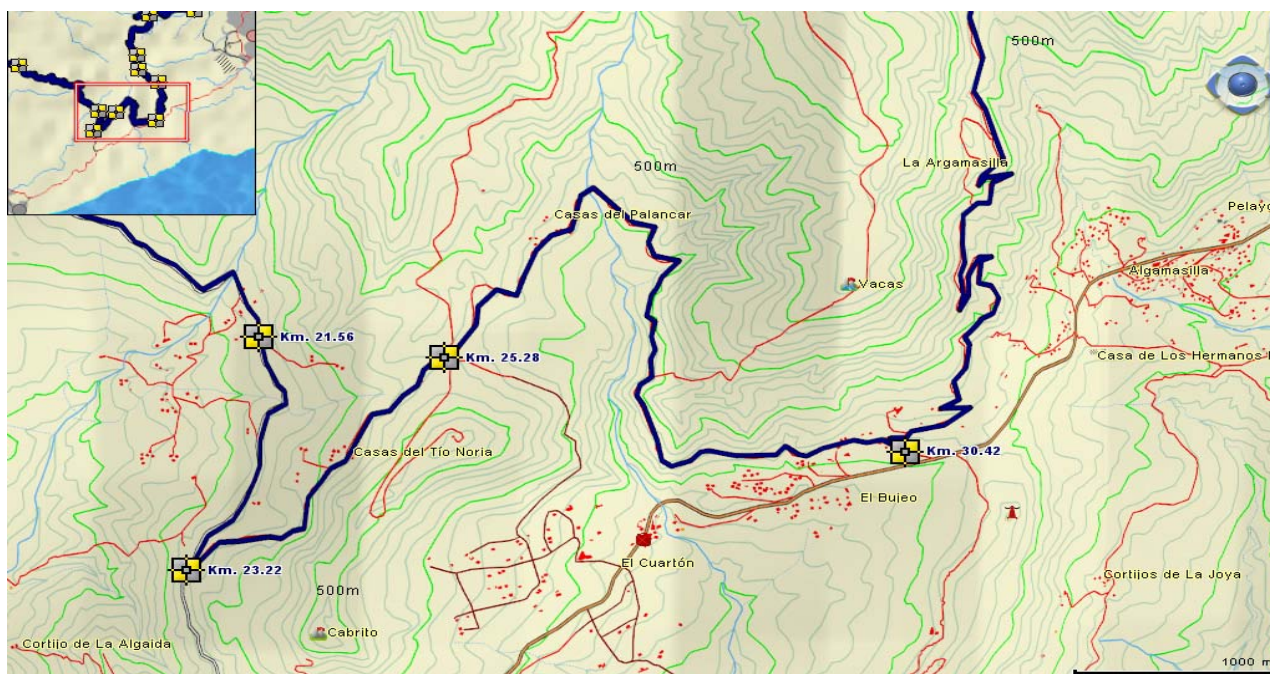 500m
500m
La Argamasilla
Casas del Palancar
Algamasilla
Vacas
Km. 21.56
Km. 25.28
Casa de Los Hermanos
Casas del Tío Noria
Km. 30.42
El Bujeo
El Cuartón
Km. 23.22
Cortijos de La Joya
500m
Cabrito
Cortijo de La Algaida
1000 m